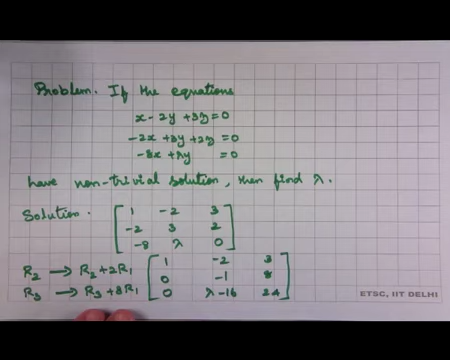 Problem. If the equations
x - 2y + 3z = 0
-2x + 3y + 2z = 0
-8x + λy = 0
have non-trivial solution, then find λ.
Solution. [ 1 -2 3
-2 3 2
-8 λ 0 ]
R2 → R2 + 2R1 [ 1 -2 3
0 -1 8
R3 → R3 + 8R1 0 λ-16 24 ]
ETSC, IIT DELHI